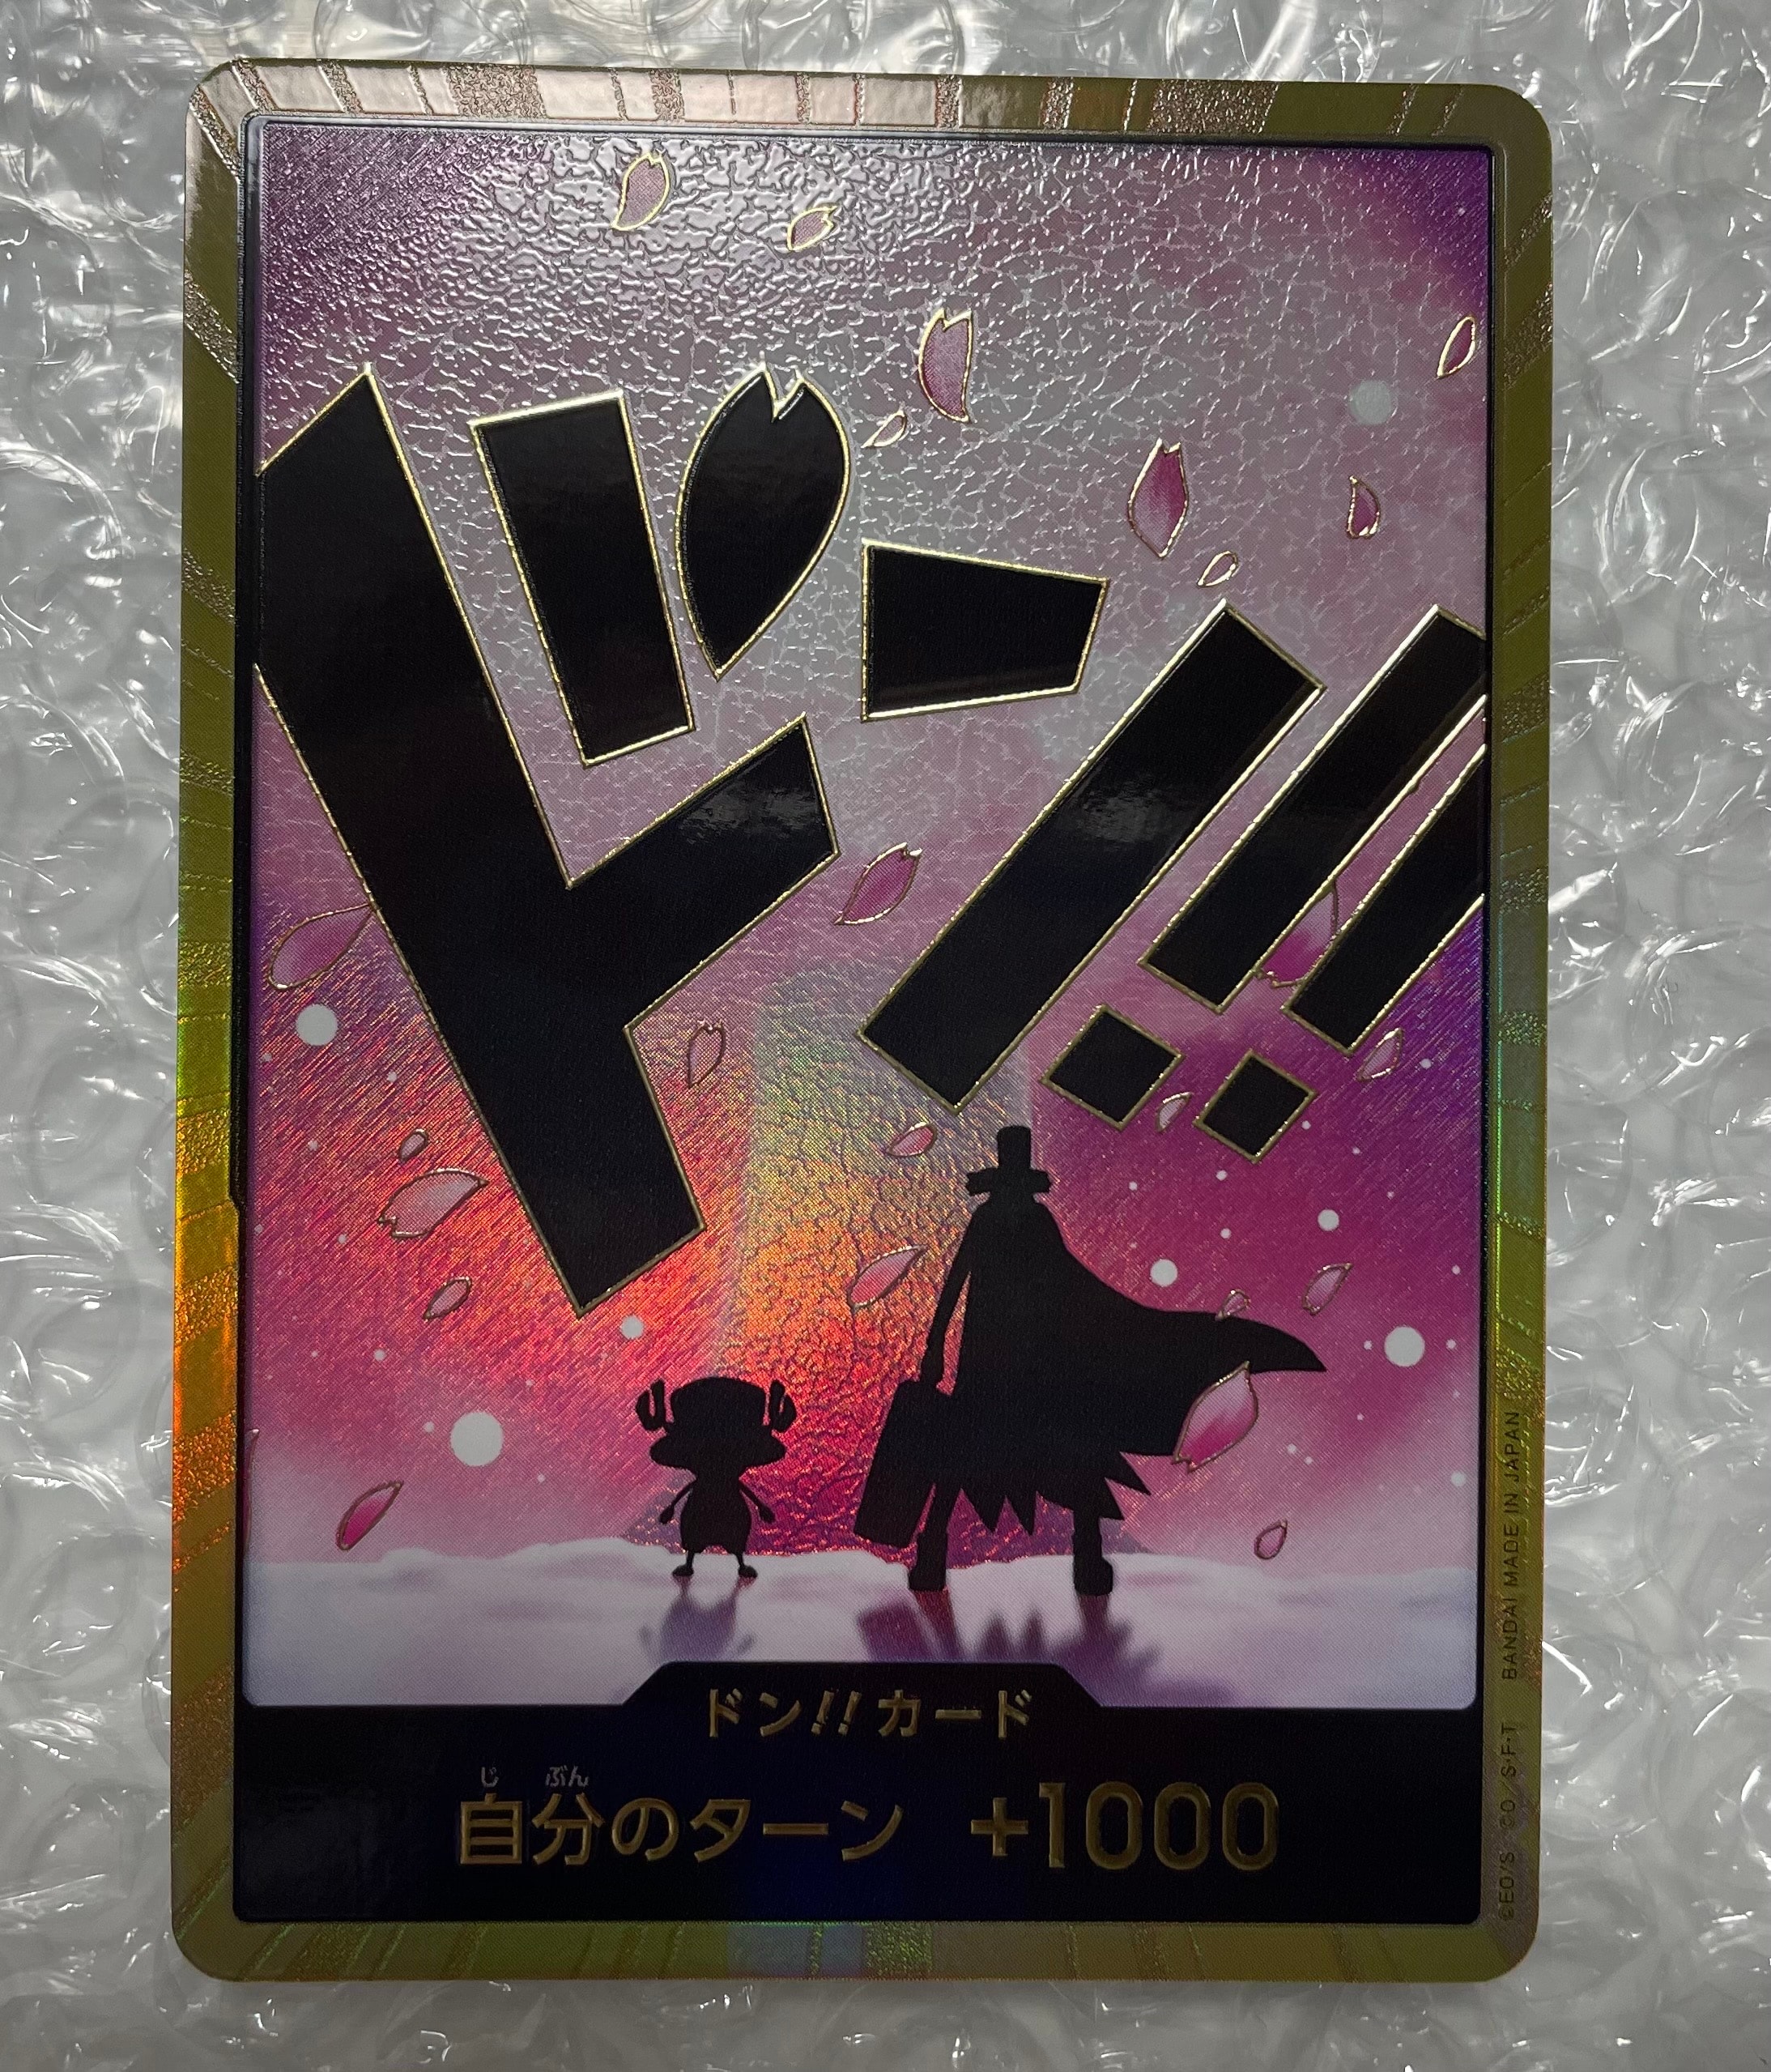 ドン!!
ドン!!カード
自分のターン +1000
じ ぶん
©EO/S ©O/S･F･T BANDAI MADE IN JAPAN